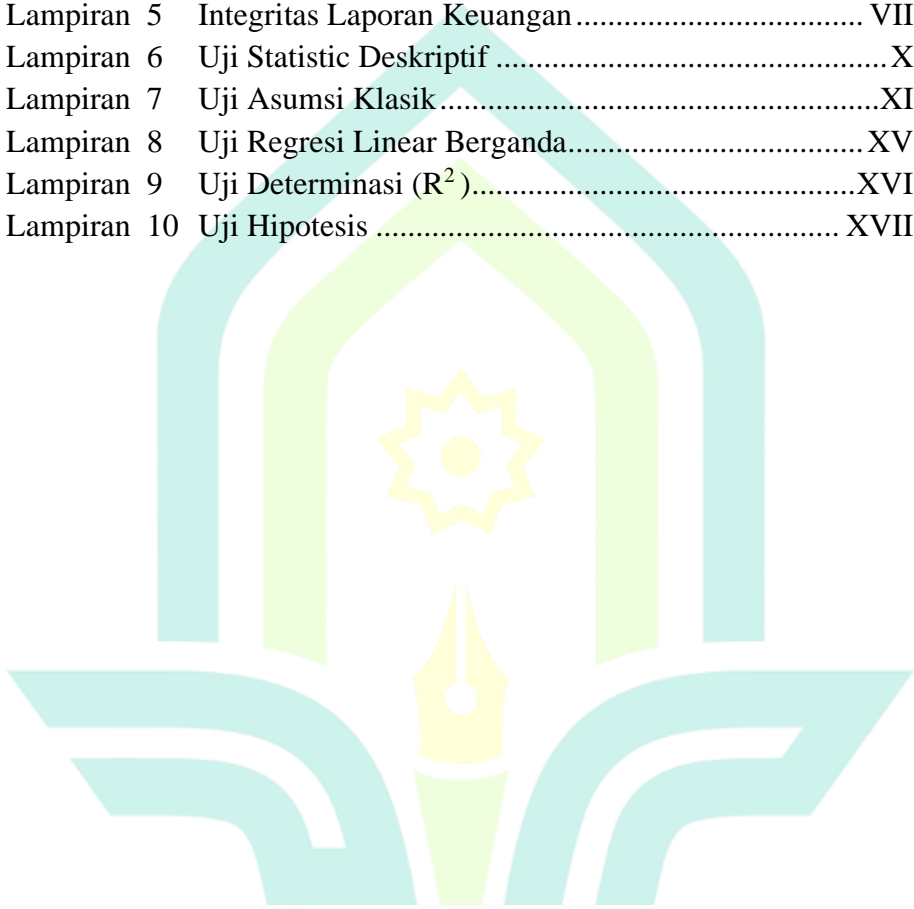 Lampiran 5 Integritas Laporan Keuangan.................................. VII
Lampiran 6 Uji Statistic Deskriptif ...............................................X
Lampiran 7 Uji Asumsi Klasik.....................................................XI
Lampiran 8 Uji Regresi Linear Berganda.................................... XV
Lampiran 9 Uji Determinasi (R²)..............................................XVI
Lampiran 10 Uji Hipotesis ....................................................... XVII